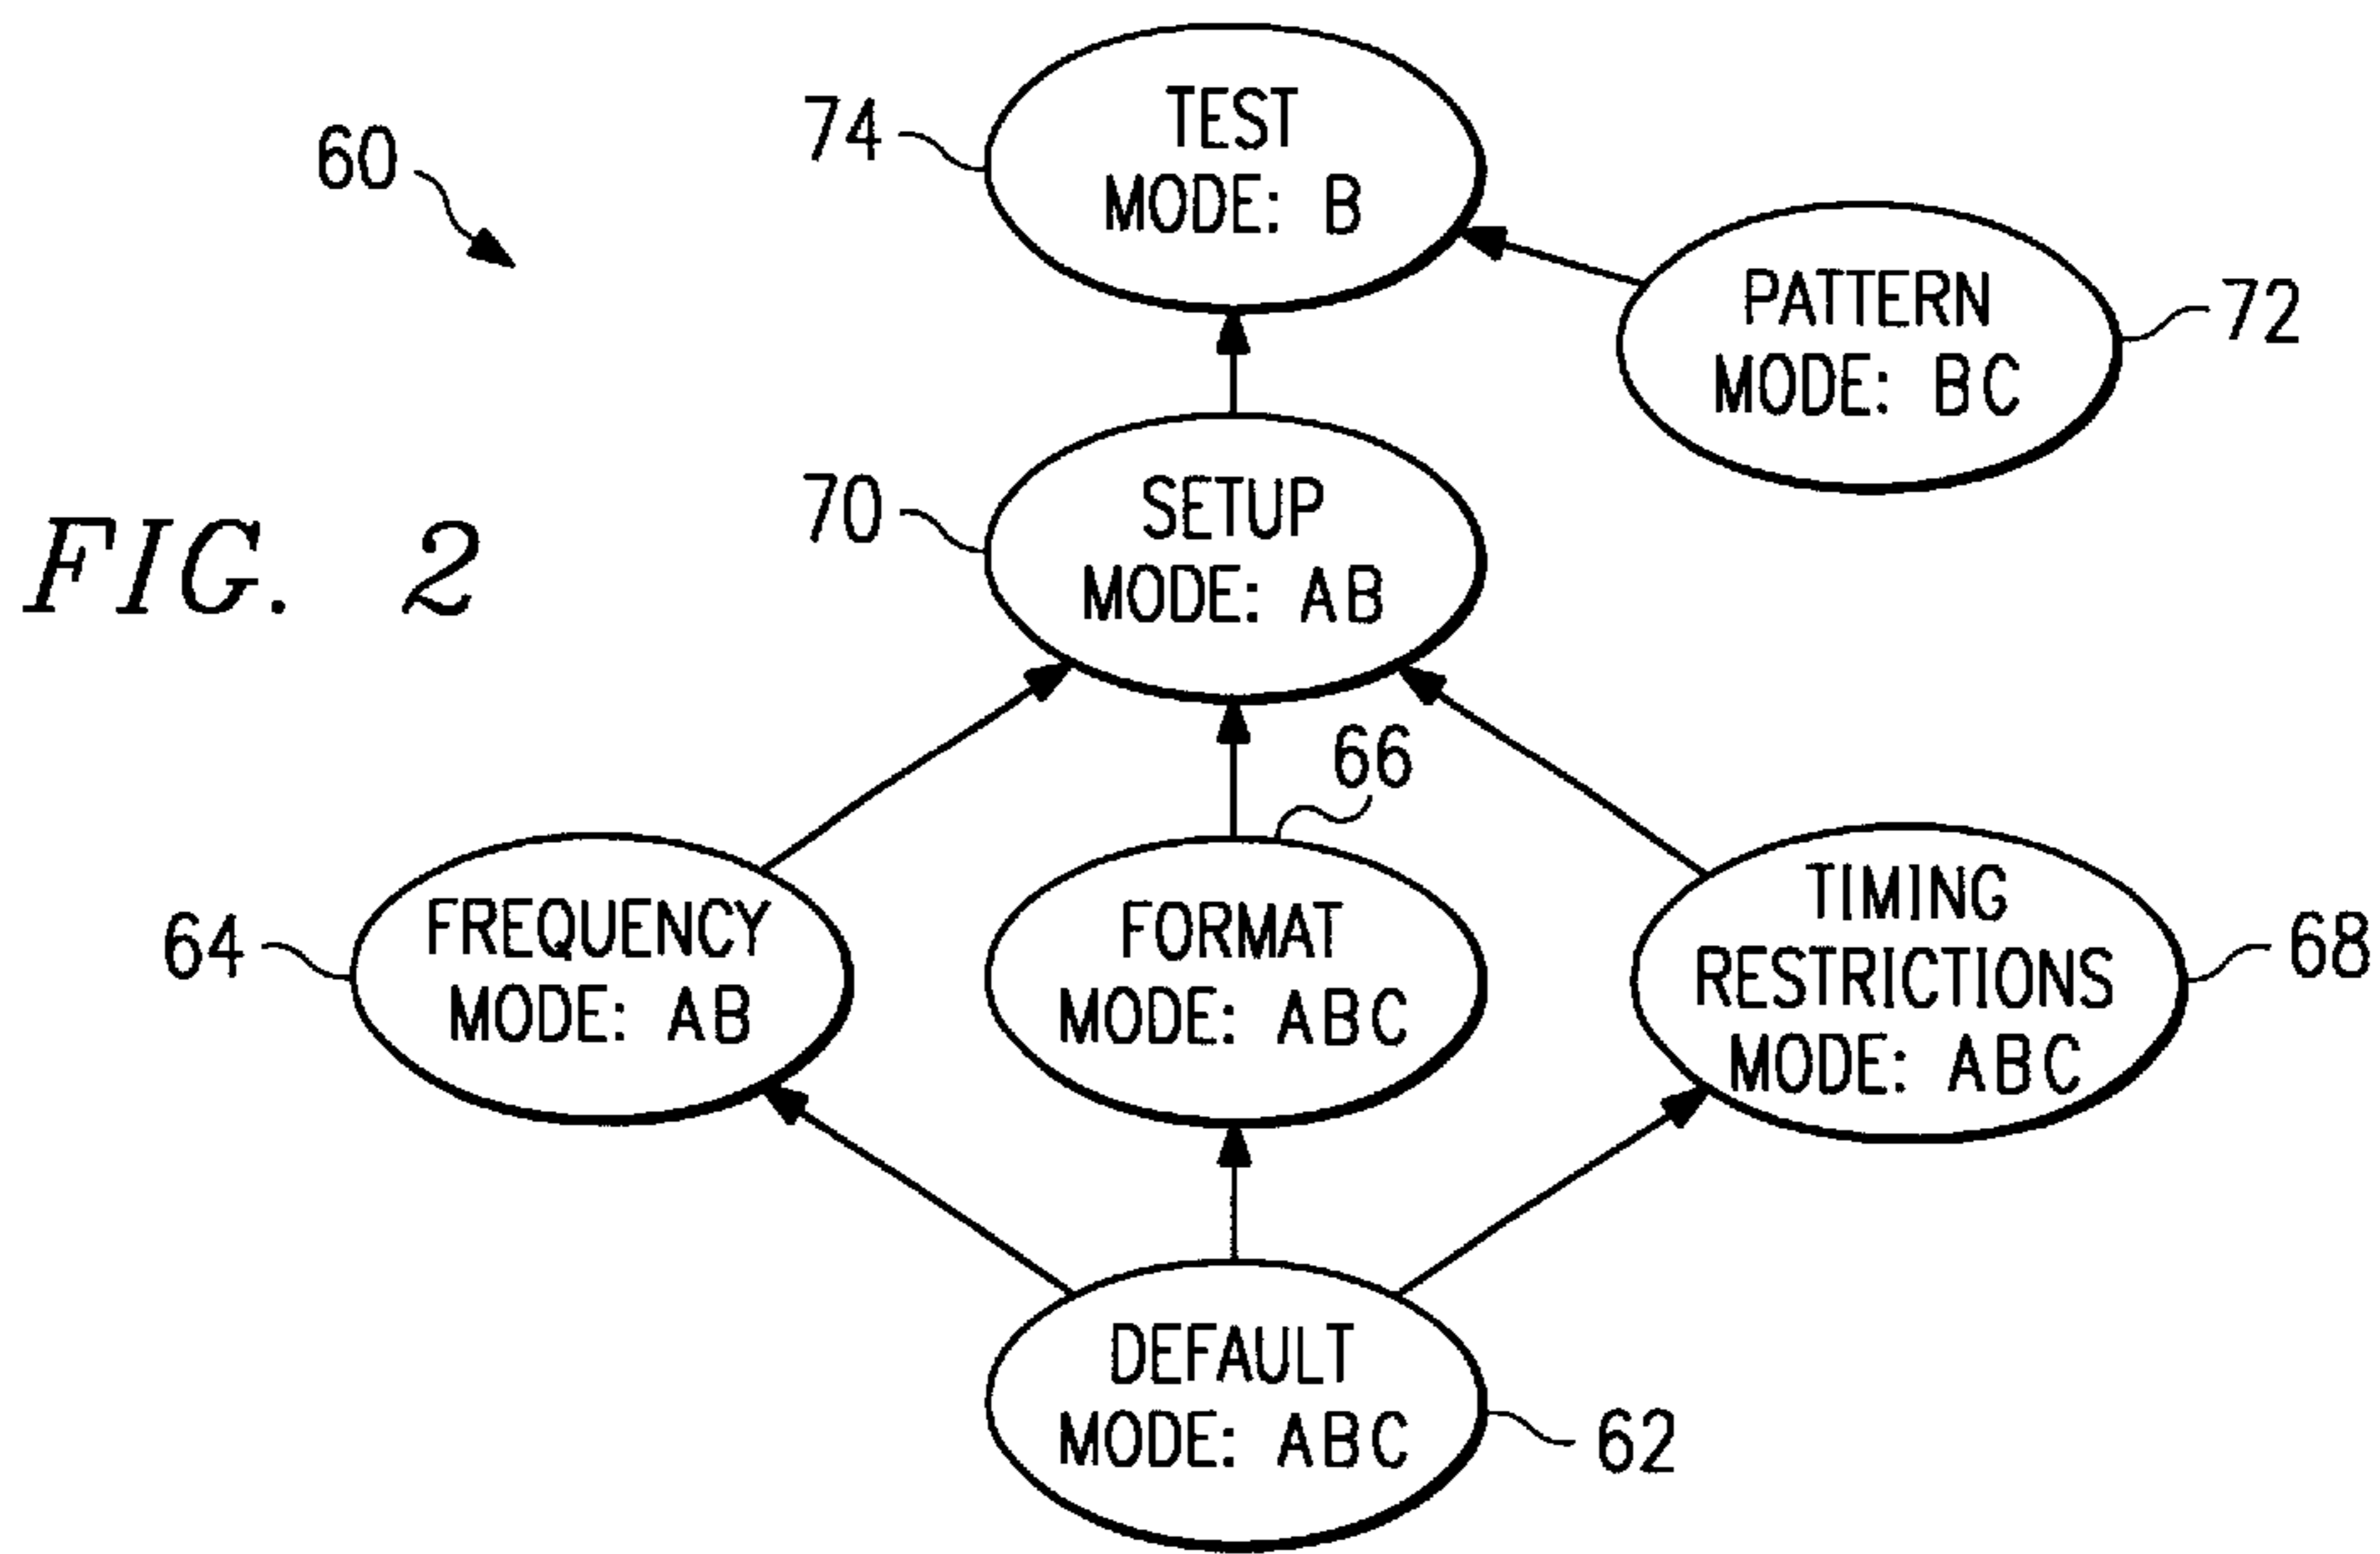 TEST
MODE: B
74
60
PATTERN
MODE: BC
72
SETUP
MODE: AB
70
FIG. 2
66
FREQUENCY
MODE: AB
64
FORMAT
MODE: ABC
TIMING
RESTRICTIONS
MODE: ABC
68
DEFAULT
MODE: ABC
62